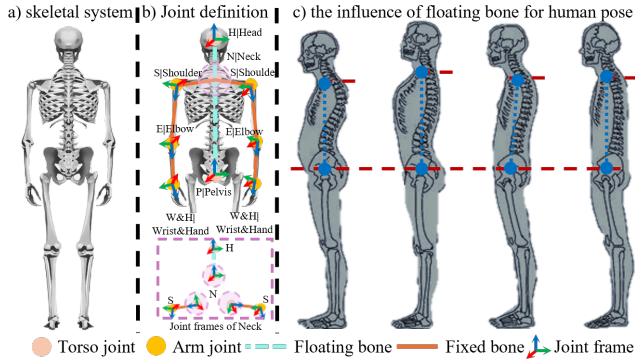 a) skeletal system
b) Joint definition
c) the influence of floating bone for human pose
H|Head
N|Neck
S|Shoulder
S|Shoulder
E|Elbow
E|Elbow
P|Pelvis
W&H|
Wrist&Hand
W&H|
Wrist&Hand
H
N
S
S
Joint frames of Neck
Torso joint
Arm joint
Floating bone
Fixed bone
Joint frame